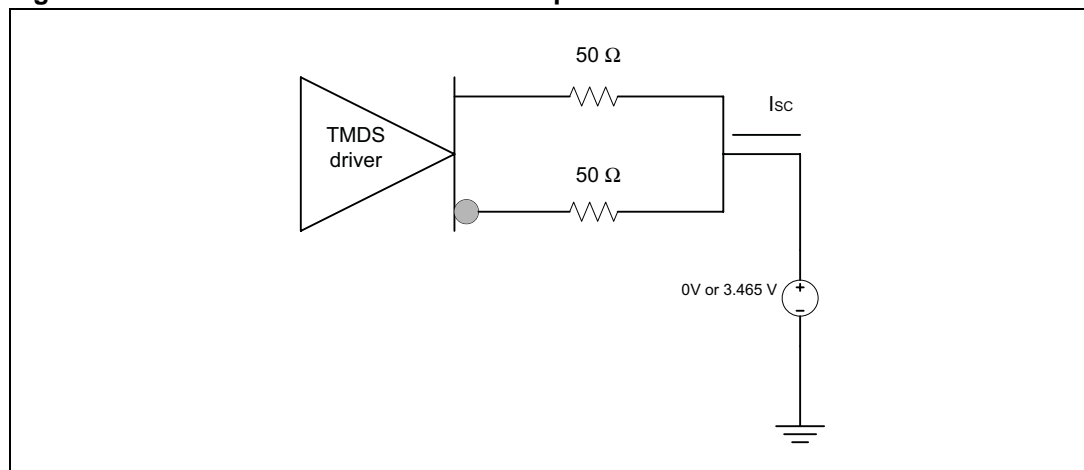 50 Ω
ISC
TMDS
driver
50 Ω
0V or 3.465 V
+
-